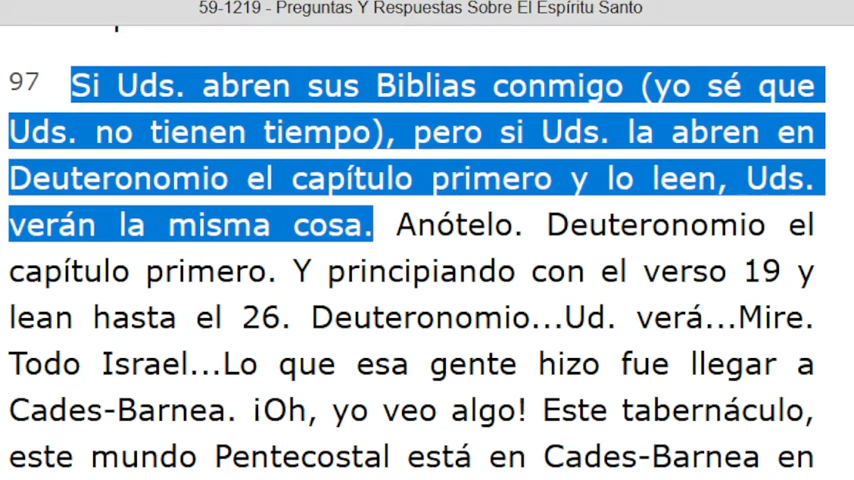 59-1219 - Preguntas Y Respuestas Sobre El Espíritu Santo
97 Si Uds. abren sus Biblias conmigo (yo sé que
Uds. no tienen tiempo), pero si Uds. la abren en
Deuteronomio el capítulo primero y lo leen, Uds.
verán la misma cosa. Anótelo. Deuteronomio el
capítulo primero. Y principiando con el verso 19 y
lean hasta el 26. Deuteronomio...Ud. verá...Mire.
Todo Israel...Lo que esa gente hizo fue llegar a
Cades-Barnea. ¡Oh, yo veo algo! Este tabernáculo,
este mundo Pentecostal está en Cades-Barnea en